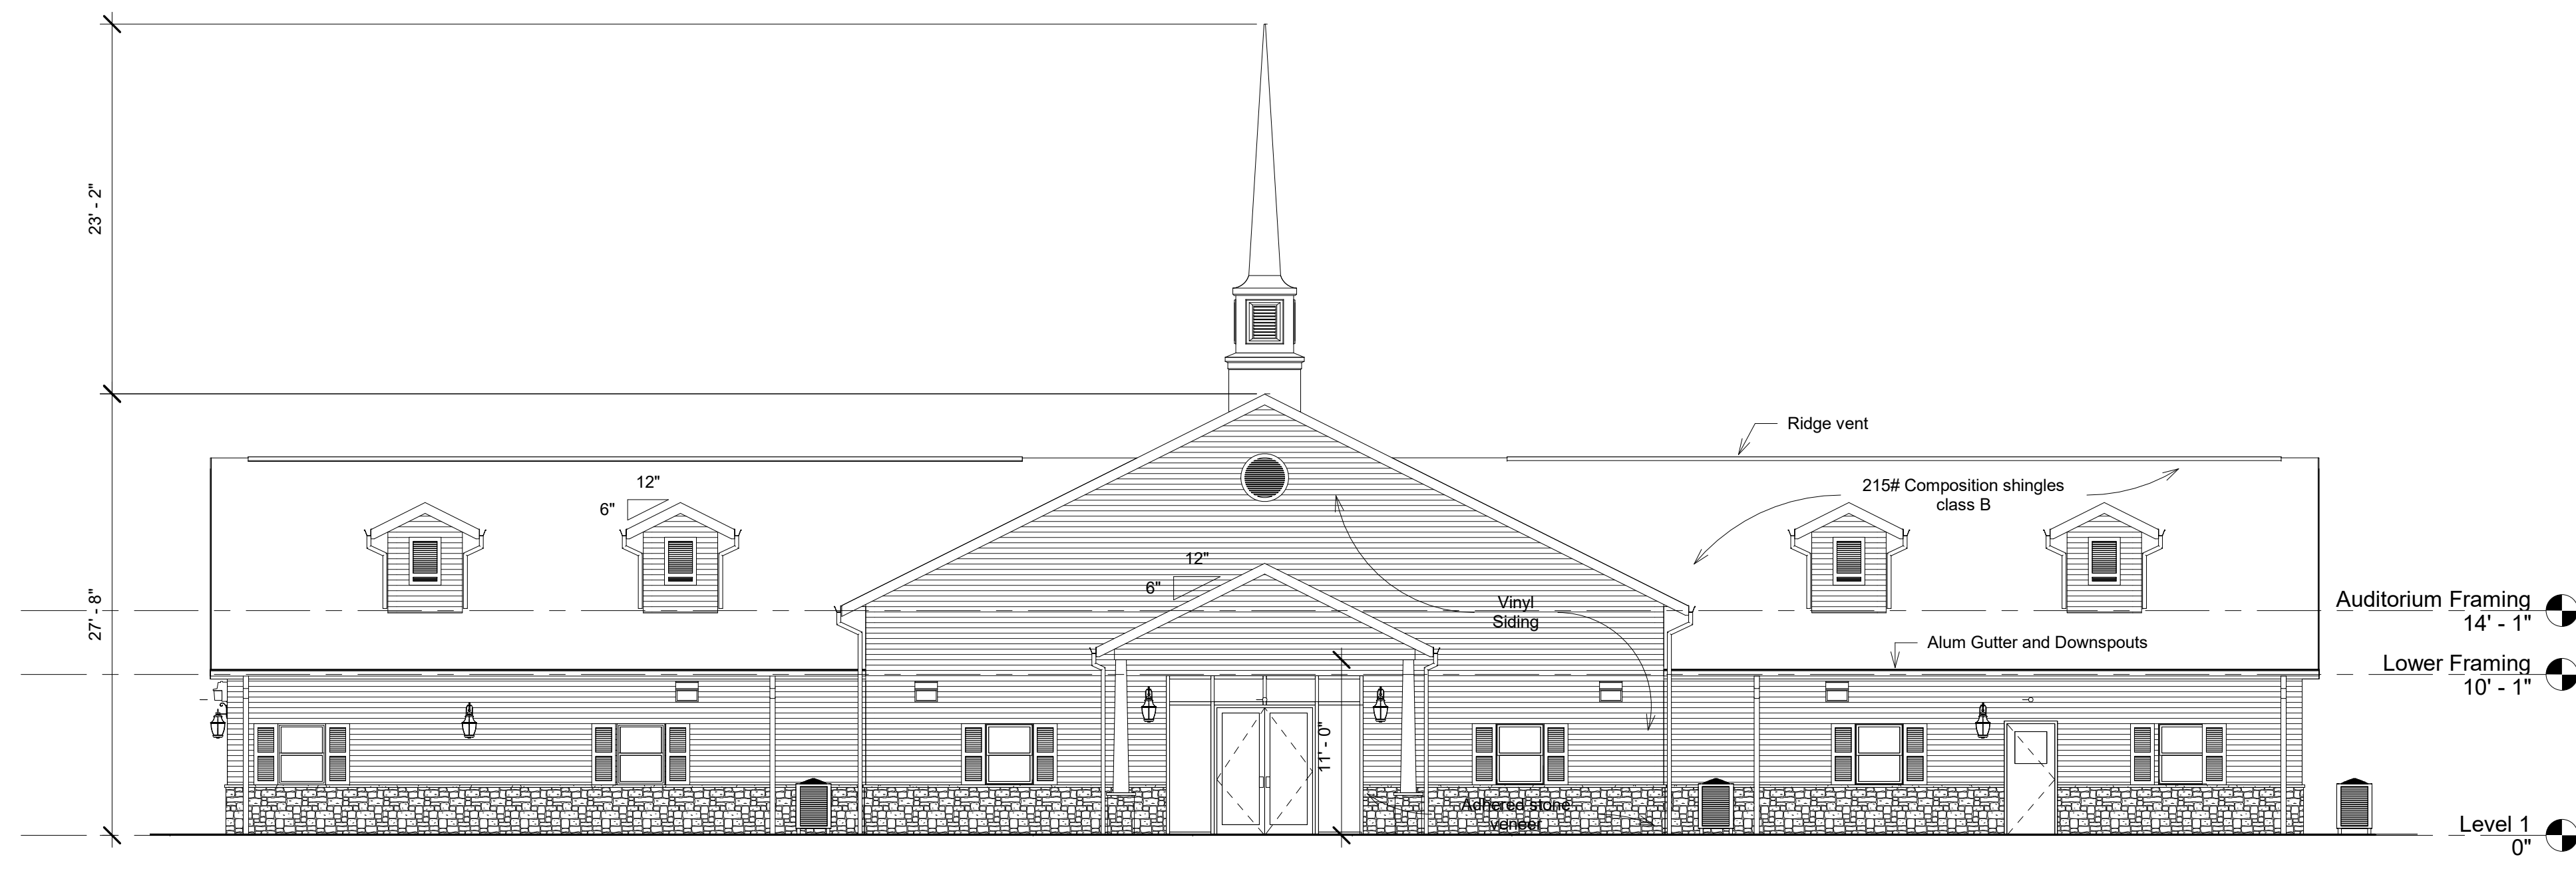 23' - 2"
Ridge vent
12"
6"
215# Composition shingles
class B
12"
6"
27' - 8"
Vinyl
Siding
Auditorium Framing
14' - 1"
Alum Gutter and Downspouts
Lower Framing
10' - 1"
11' - 0"
Adhered stone
veneer
Level 1
0"